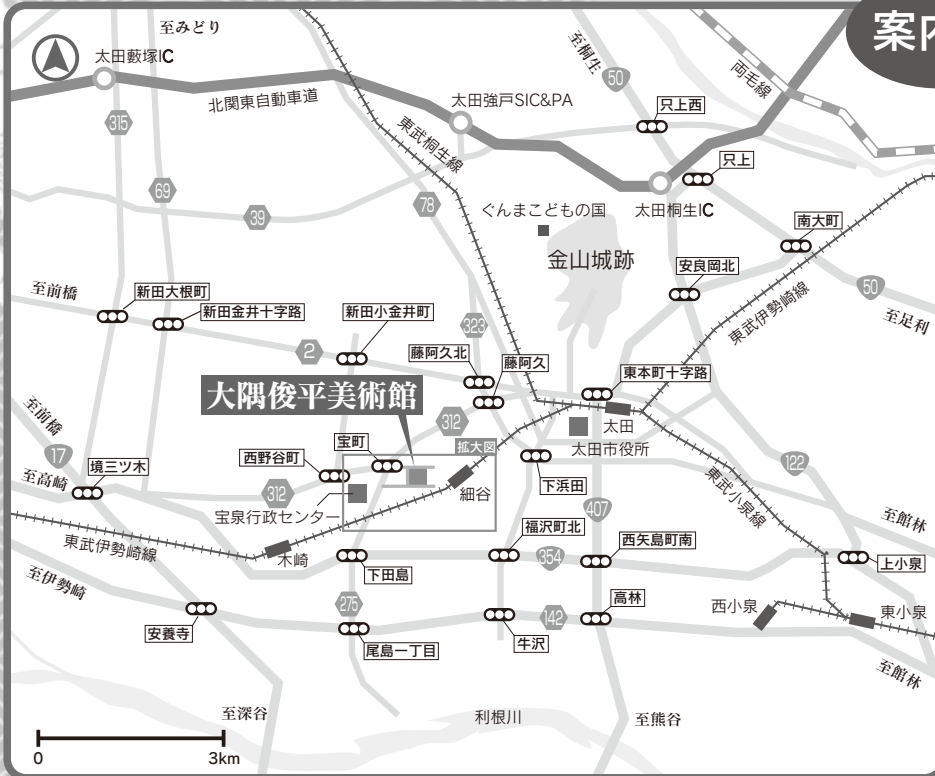 案内
至みどり
太田藪塚IC
至桐生
50
両毛線
北関東自動車道
太田強戸SIC&PA
只上西
315
東武桐生線
只上
69
78
39
ぐんまこどもの国
太田桐生IC
南大町
金山城跡
安良岡北
至前橋
新田大根町
50
新田金井十字路
新田小金井町
東武伊勢崎線
至足利
323
2
藤阿久北
藤阿久
東本町十字路
大隅俊平美術館
至前橋
312
太田
拡大図
太田市役所
17
宝町
西野谷町
境三ツ木
122
至高崎
下浜田
312
細谷
東武小泉線
宝泉行政センター
407
至館林
東武伊勢崎線
福沢町北
354
西矢島町南
木崎
下田島
上小泉
至伊勢崎
275
高林
西小泉
東小泉
142
安養寺
尾島一丁目
牛沢
至館林
至深谷
利根川
至熊谷
0
3km